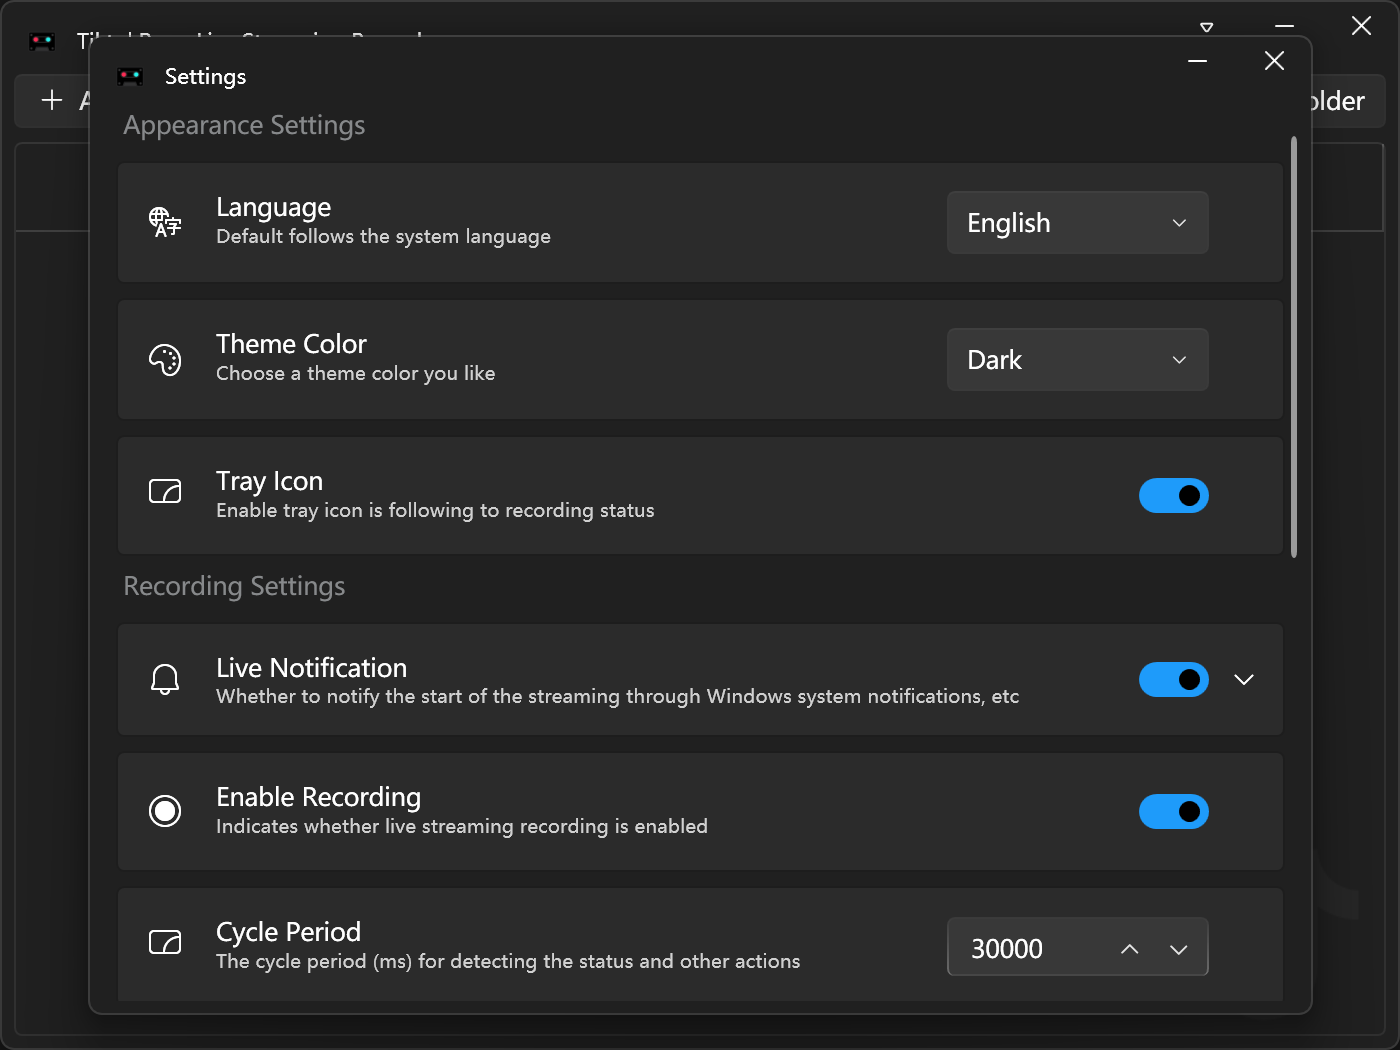 Settings
Appearance Settings
Language
Default follows the system language
English
Theme Color
Choose a theme color you like
Dark
Tray Icon
Enable tray icon is following to recording status
Recording Settings
Live Notification
Whether to notify the start of the streaming through Windows system notifications, etc
Enable Recording
Indicates whether live streaming recording is enabled
Cycle Period
The cycle period (ms) for detecting the status and other actions
30000